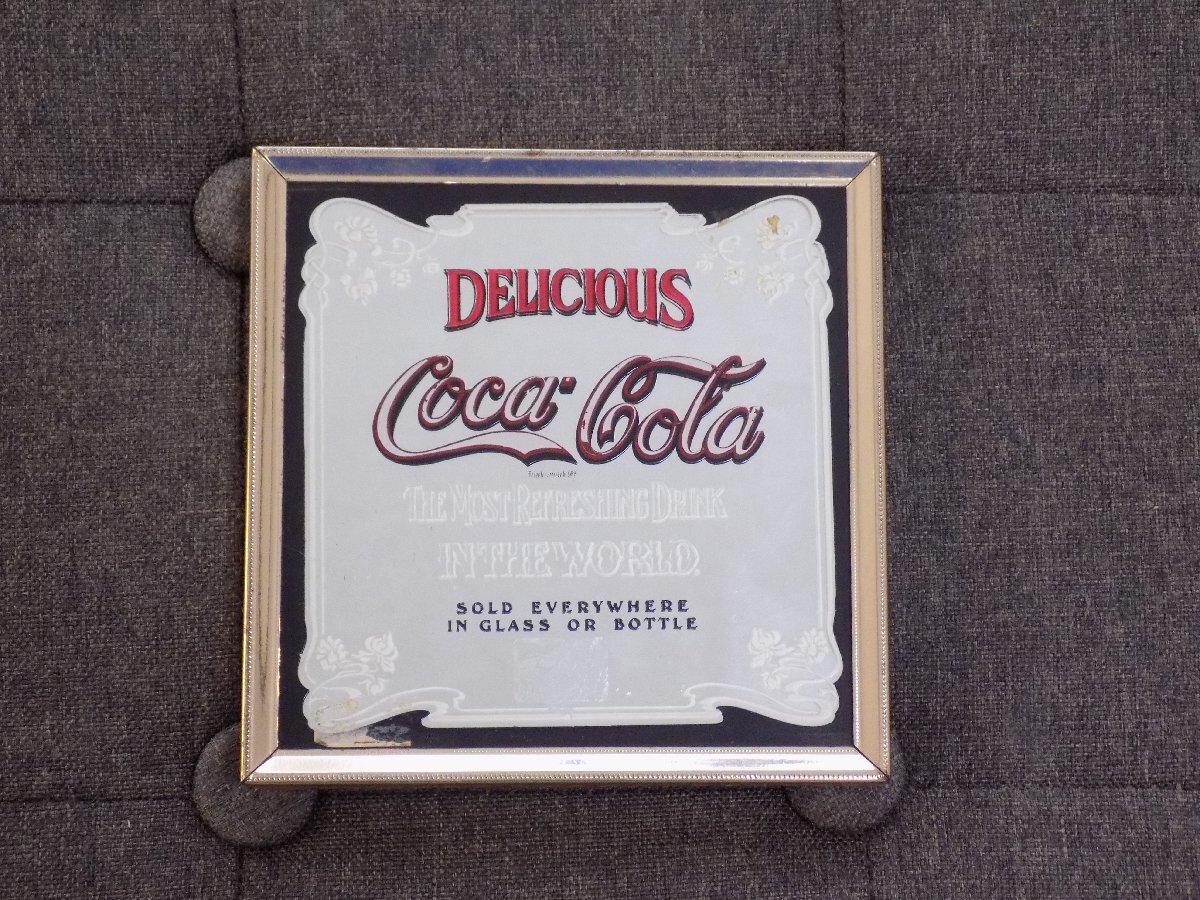 DELICIOUS
Coca-Cola
THE MOST REFRESHING DRINK
IN THE WORLD.
SOLD EVERYWHERE
IN GLASS OR BOTTLE